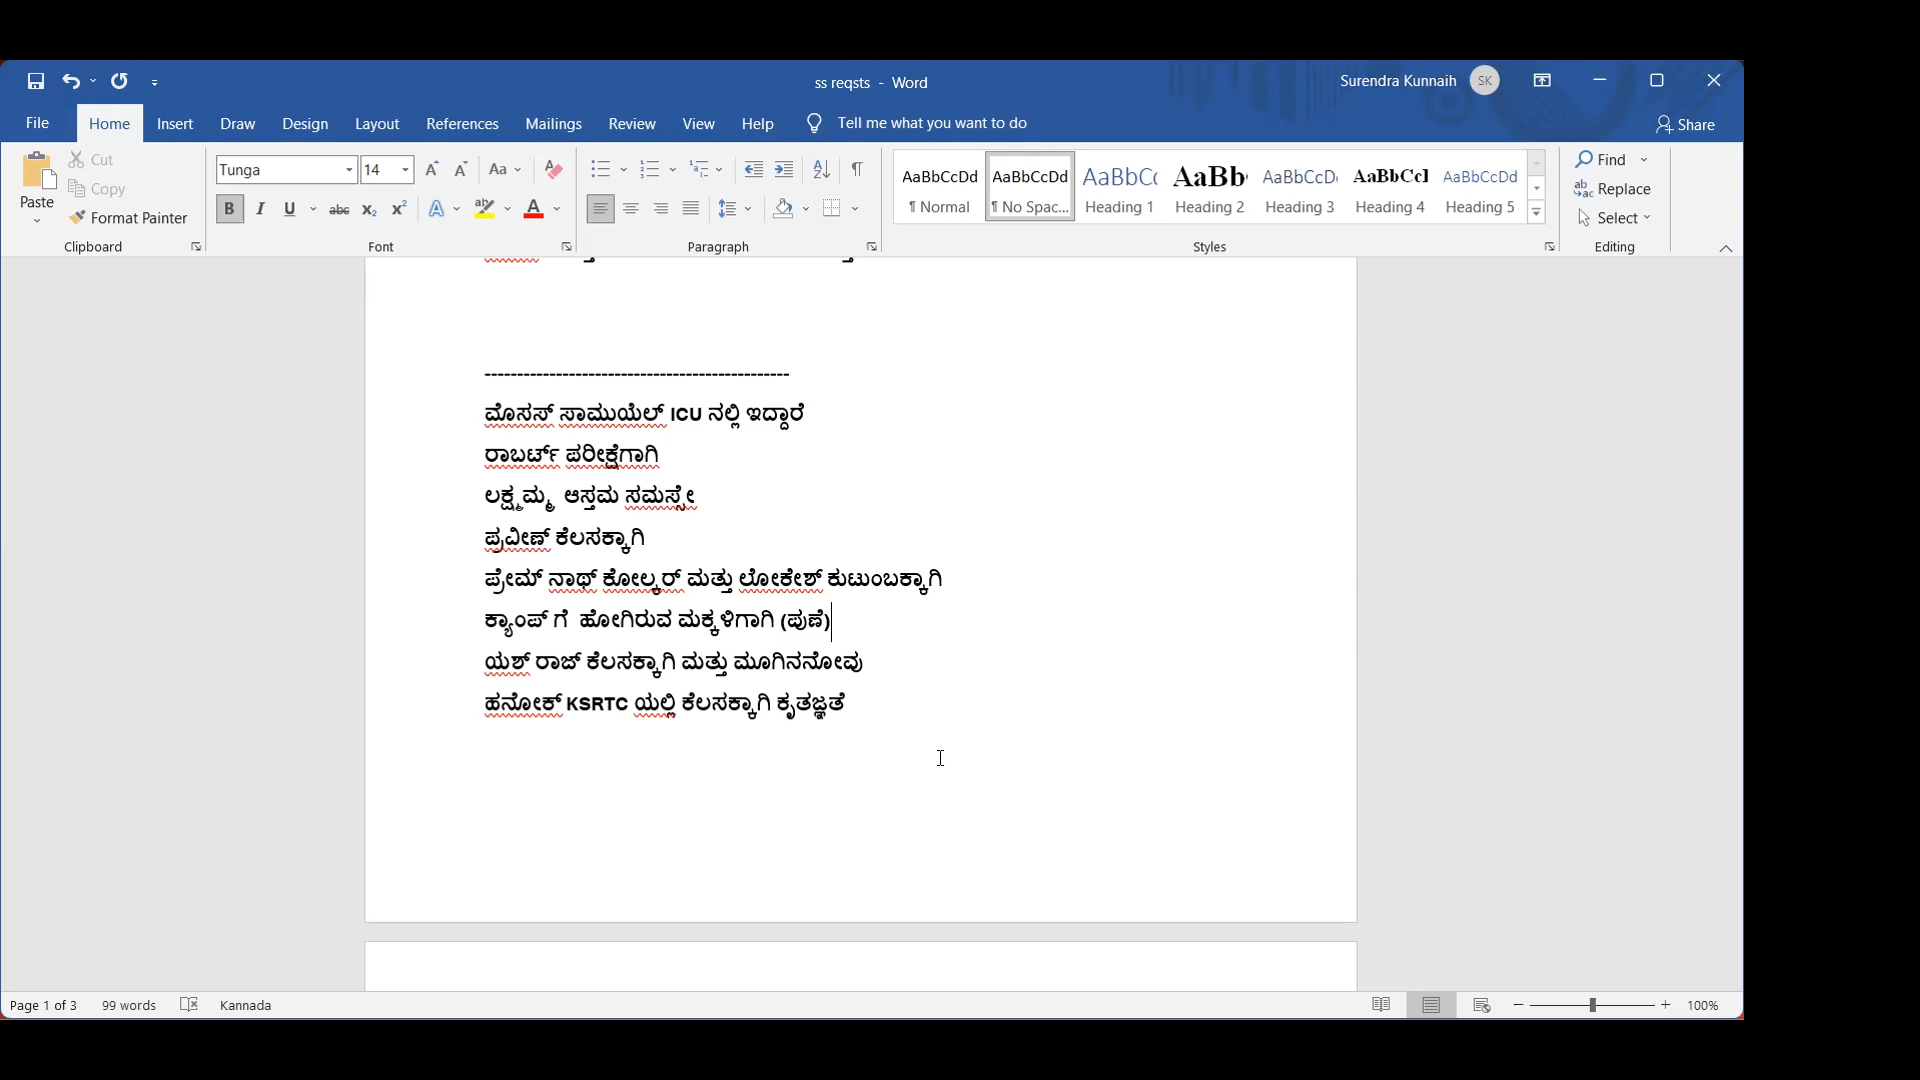 ss reqsts - Word
Surendra Kunnaih SK
File Home Insert Draw Design Layout References Mailings Review View Help Tell me what you want to do Share
Paste Cut Copy Format Painter Clipboard
Tunga 14 Font
Paragraph
AaBbCcDd ¶ Normal AaBbCcDd ¶ No Spac... AaBbCc Heading 1 AaBb Heading 2 AaBbCcD Heading 3 AaBbCcI Heading 4 AaBbCcDd Heading 5 Styles
Find Replace Select Editing
-----------------------------------------------
ಮೊಸಸ್ ಸಾಮುಯೆಲ್ ICU ನಲ್ಲಿ ಇದ್ದಾರೆ
ರಾಬರ್ಟ್ ಪರೀಕ್ಷೆಗಾಗಿ
ಲಕ್ಷ್ಮಮ್ಮ ಆಸ್ತಮ ಸಮಸ್ಸೇ
ಪ್ರವೀಣ್ ಕೆಲಸಕ್ಕಾಗಿ
ಪ್ರೇಮ್ ನಾಥ್ ಕೋಲ್ಕರ್ ಮತ್ತು ಲೋಕೇಶ್ ಕುಟುಂಬಕ್ಕಾಗಿ
ಕ್ಯಾಂಪ್ ಗೆ ಹೋಗಿರುವ ಮಕ್ಕಳಿಗಾಗಿ (ಪುಣೆ)
ಯಶ್ ರಾಜ್ ಕೆಲಸಕ್ಕಾಗಿ ಮತ್ತು ಮೂಗಿನನೋವು
ಹನೋಕ್ KSRTC ಯಲ್ಲಿ ಕೆಲಸಕ್ಕಾಗಿ ಕೃತಜ್ಞತೆ
Page 1 of 3 99 words Kannada 100%